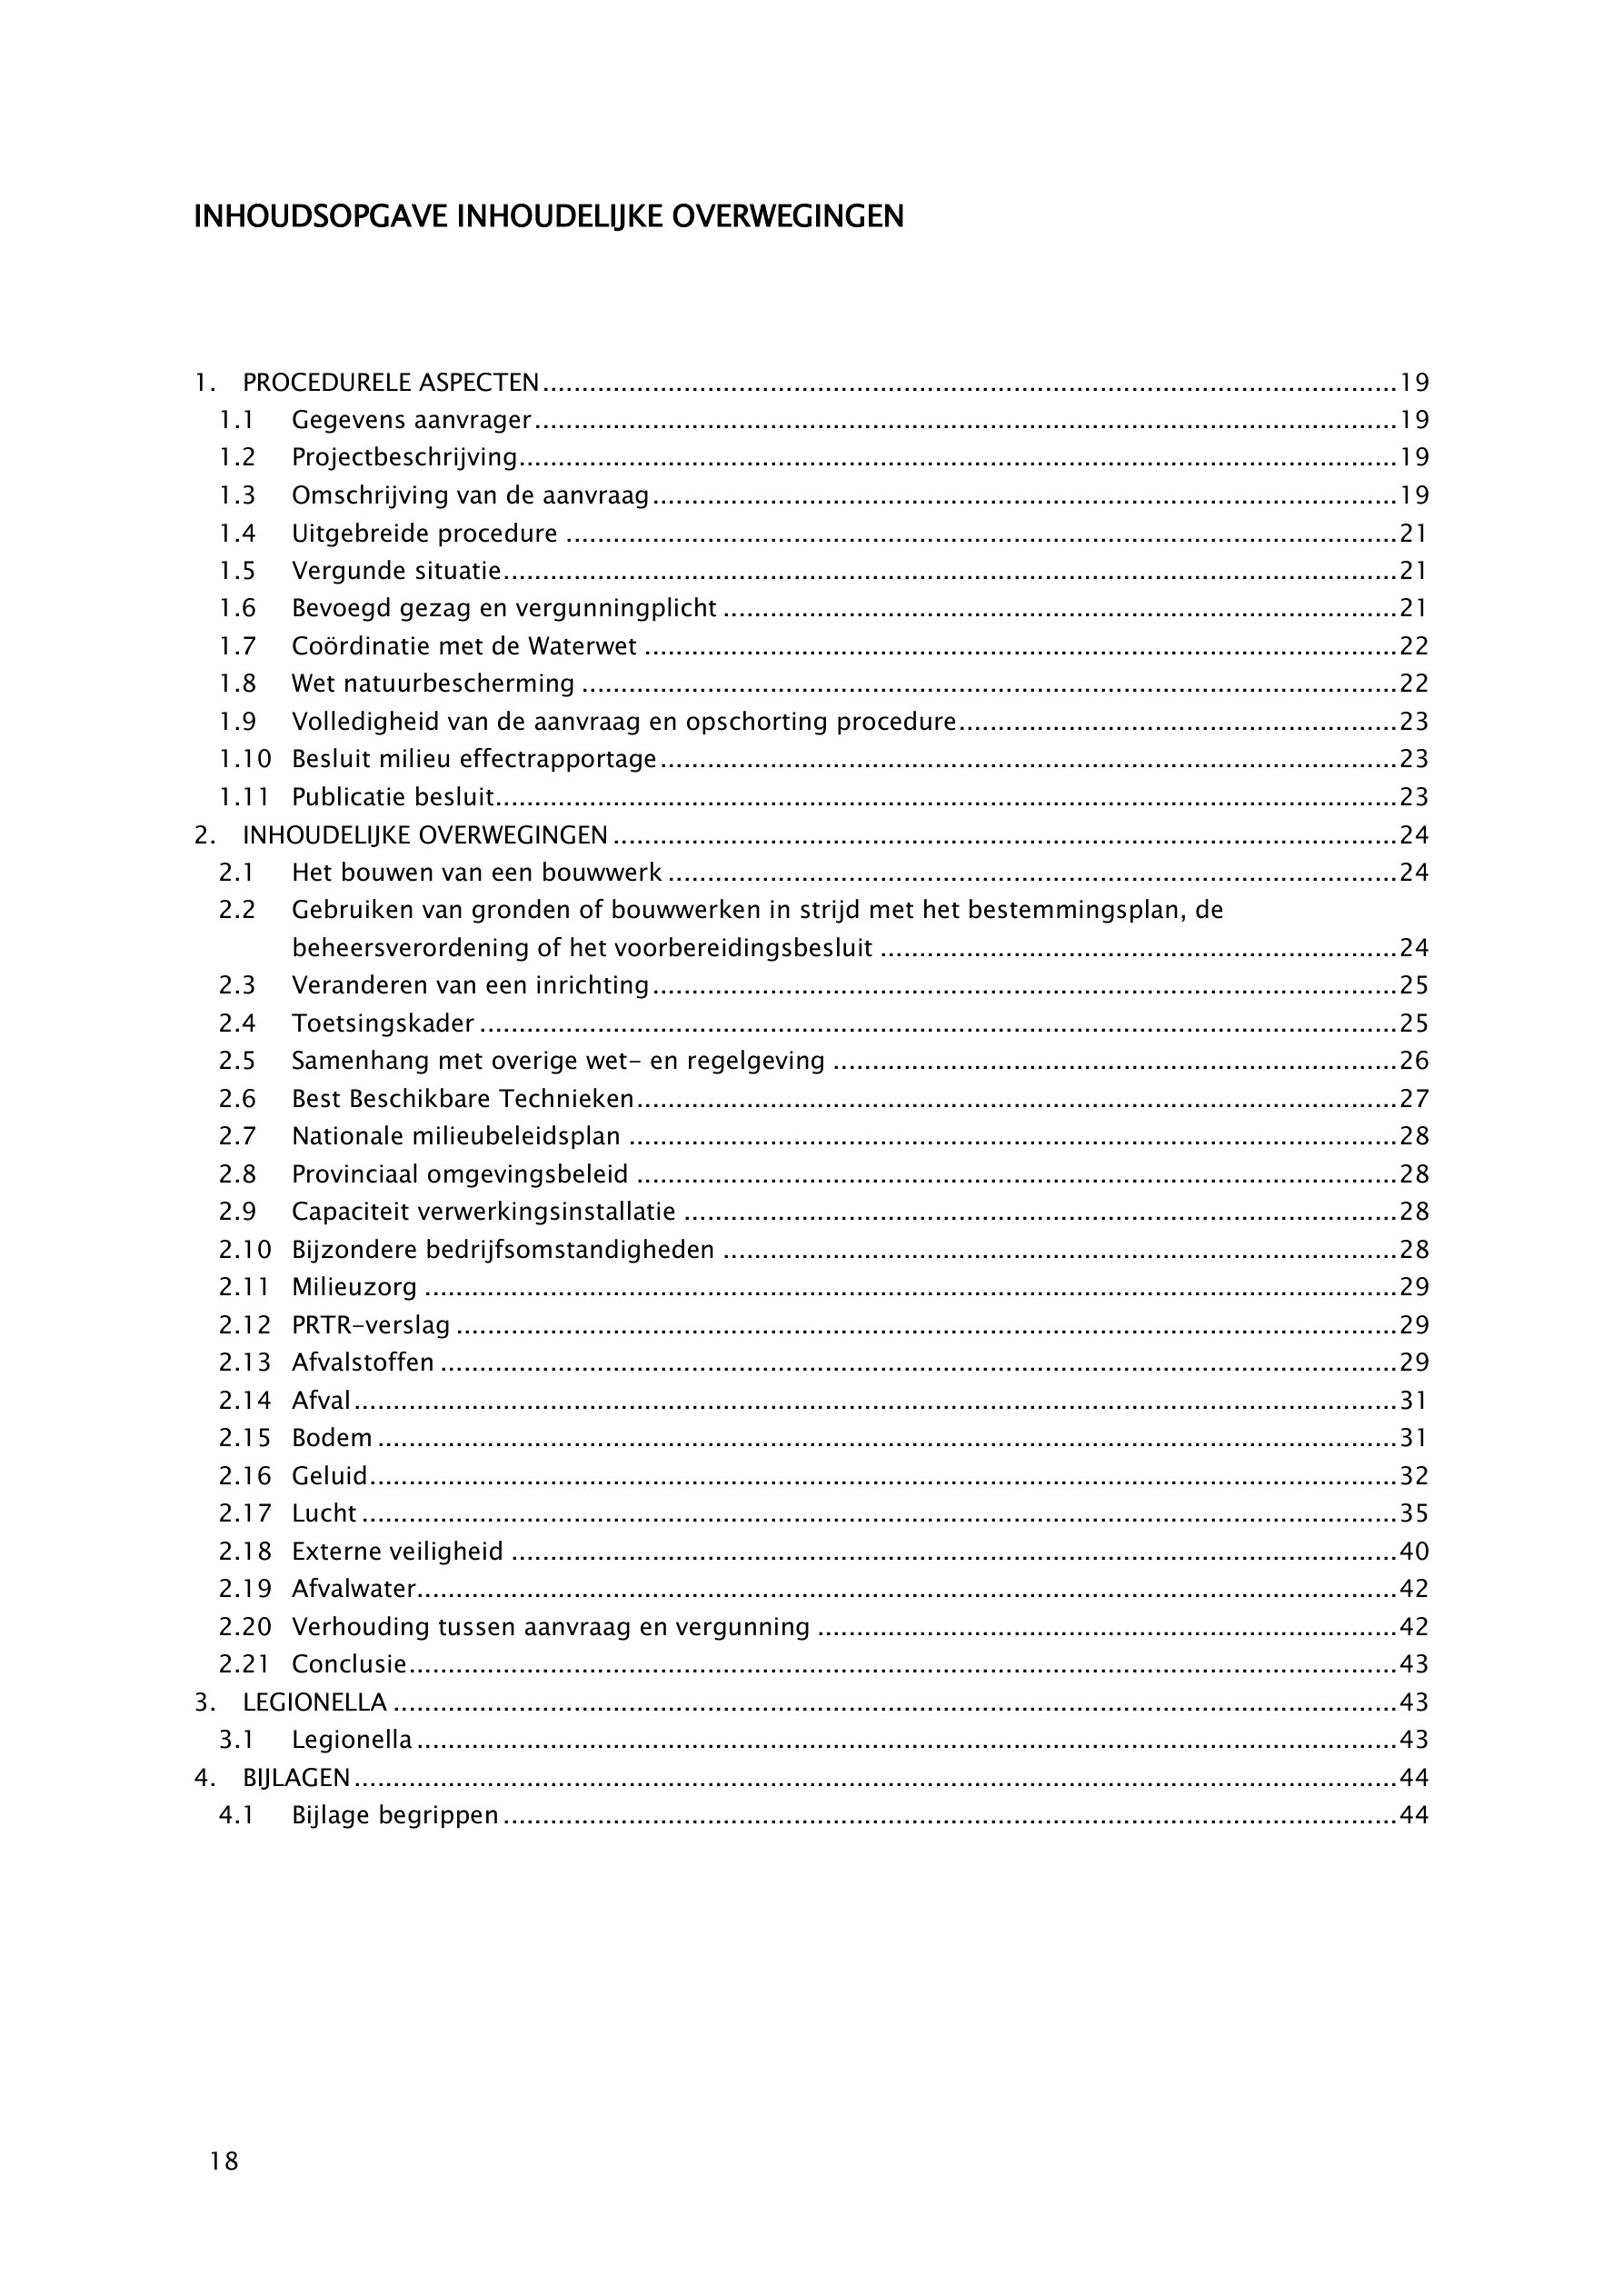 INHOUDSOPGAVE INHOUDELIJKE OVERWEGINGEN
1. PROCEDURELE ASPECTEN 19
1.1 Gegevens aanvrager 19
1.2 Projectbeschrijving 19
1.3 Omschrijving van de aanvraag 19
1.4 Uitgebreide procedure 21
1.5 Vergunde situatie 21
1.6 Bevoegd gezag en vergunningplicht 21
1.7 Coördinatie met de Waterwet 22
1.8 Wet natuurbescherming 22
1.9 Volledigheid van de aanvraag en opschorting procedure 23
1.10 Besluit milieu effectrapportage 23
1.11 Publicatie besluit 23
2. INHOUDELIJKE OVERWEGINGEN 24
2.1 Het bouwen van een bouwwerk 24
2.2 Gebruiken van gronden of bouwwerken in strijd met het bestemmingsplan, de
beheersverordening of het voorbereidingsbesluit 24
2.3 Veranderen van een inrichting 25
2.4 Toetsingskader 25
2.5 Samenhang met overige wet- en regelgeving 26
2.6 Best Beschikbare Technieken 27
2.7 Nationale milieubeleidsplan 28
2.8 Provinciaal omgevingsbeleid 28
2.9 Capaciteit verwerkingsinstallatie 28
2.10 Bijzondere bedrijfsomstandigheden 28
2.11 Milieuzorg 29
2.12 PRTR-verslag 29
2.13 Afvalstoffen 29
2.14 Afval 31
2.15 Bodem 31
2.16 Geluid 32
2.17 Lucht 35
2.18 Externe veiligheid 40
2.19 Afvalwater 42
2.20 Verhouding tussen aanvraag en vergunning 42
2.21 Conclusie 43
3. LEGIONELLA 43
3.1 Legionella 43
4. BIJLAGEN 44
4.1 Bijlage begrippen 44
18